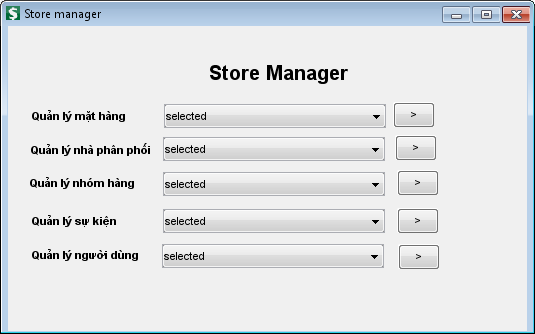 Store manager
Store Manager
Quản lý mặt hàng selected >
Quản lý nhà phân phối selected >
Quản lý nhóm hàng selected >
Quản lý sự kiện selected >
Quản lý người dùng selected >